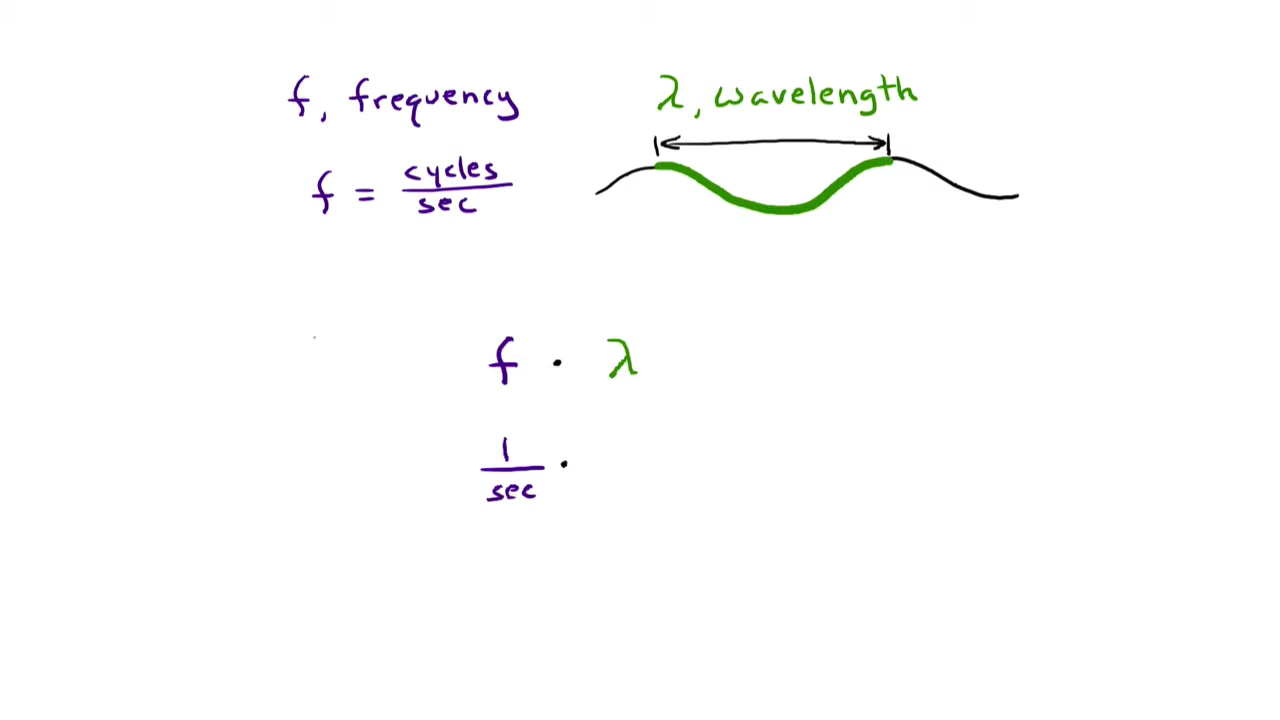 f, frequency
λ, wavelength
f = cycles/sec
f · λ
1/sec ·